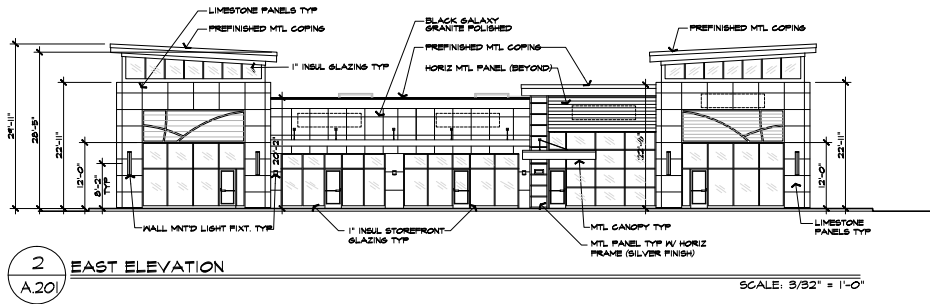 LIMESTONE PANELS TYP
PREFINISHED MTL COPING
BLACK GALAXY
GRANITE POLISHED
PREFINISHED MTL COPING
PREFINISHED MTL COPING
1" INSUL GLAZING TYP
HORIZ MTL PANEL (BEYOND)
29'-11"
28'-5"
22'-11"
12'-0"
8'-2"
TYP
20'-2"
22'-6"
12'-0"
22'-11"
WALL MNT'D LIGHT FIXT. TYP
1" INSUL STOREFRONT
GLAZING TYP
MTL CANOPY TYP
MTL PANEL TYP W/ HORIZ
FRAME (SILVER FINISH)
LIMESTONE
PANELS TYP
2
A.201
EAST ELEVATION
SCALE: 3/32" = 1'-0"